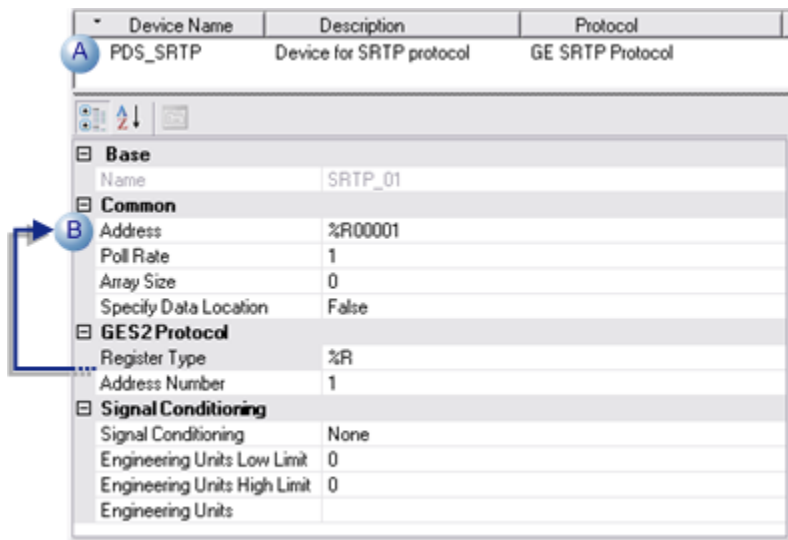 Device Name Description Protocol
A PDS_SRTP Device for SRTP protocol GE SRTP Protocol
Base
Name SRTP_01
Common
B Address %R00001
Poll Rate 1
Array Size 0
Specify Data Location False
GES2 Protocol
Register Type %R
Address Number 1
Signal Conditioning
Signal Conditioning None
Engineering Units Low Limit 0
Engineering Units High Limit 0
Engineering Units